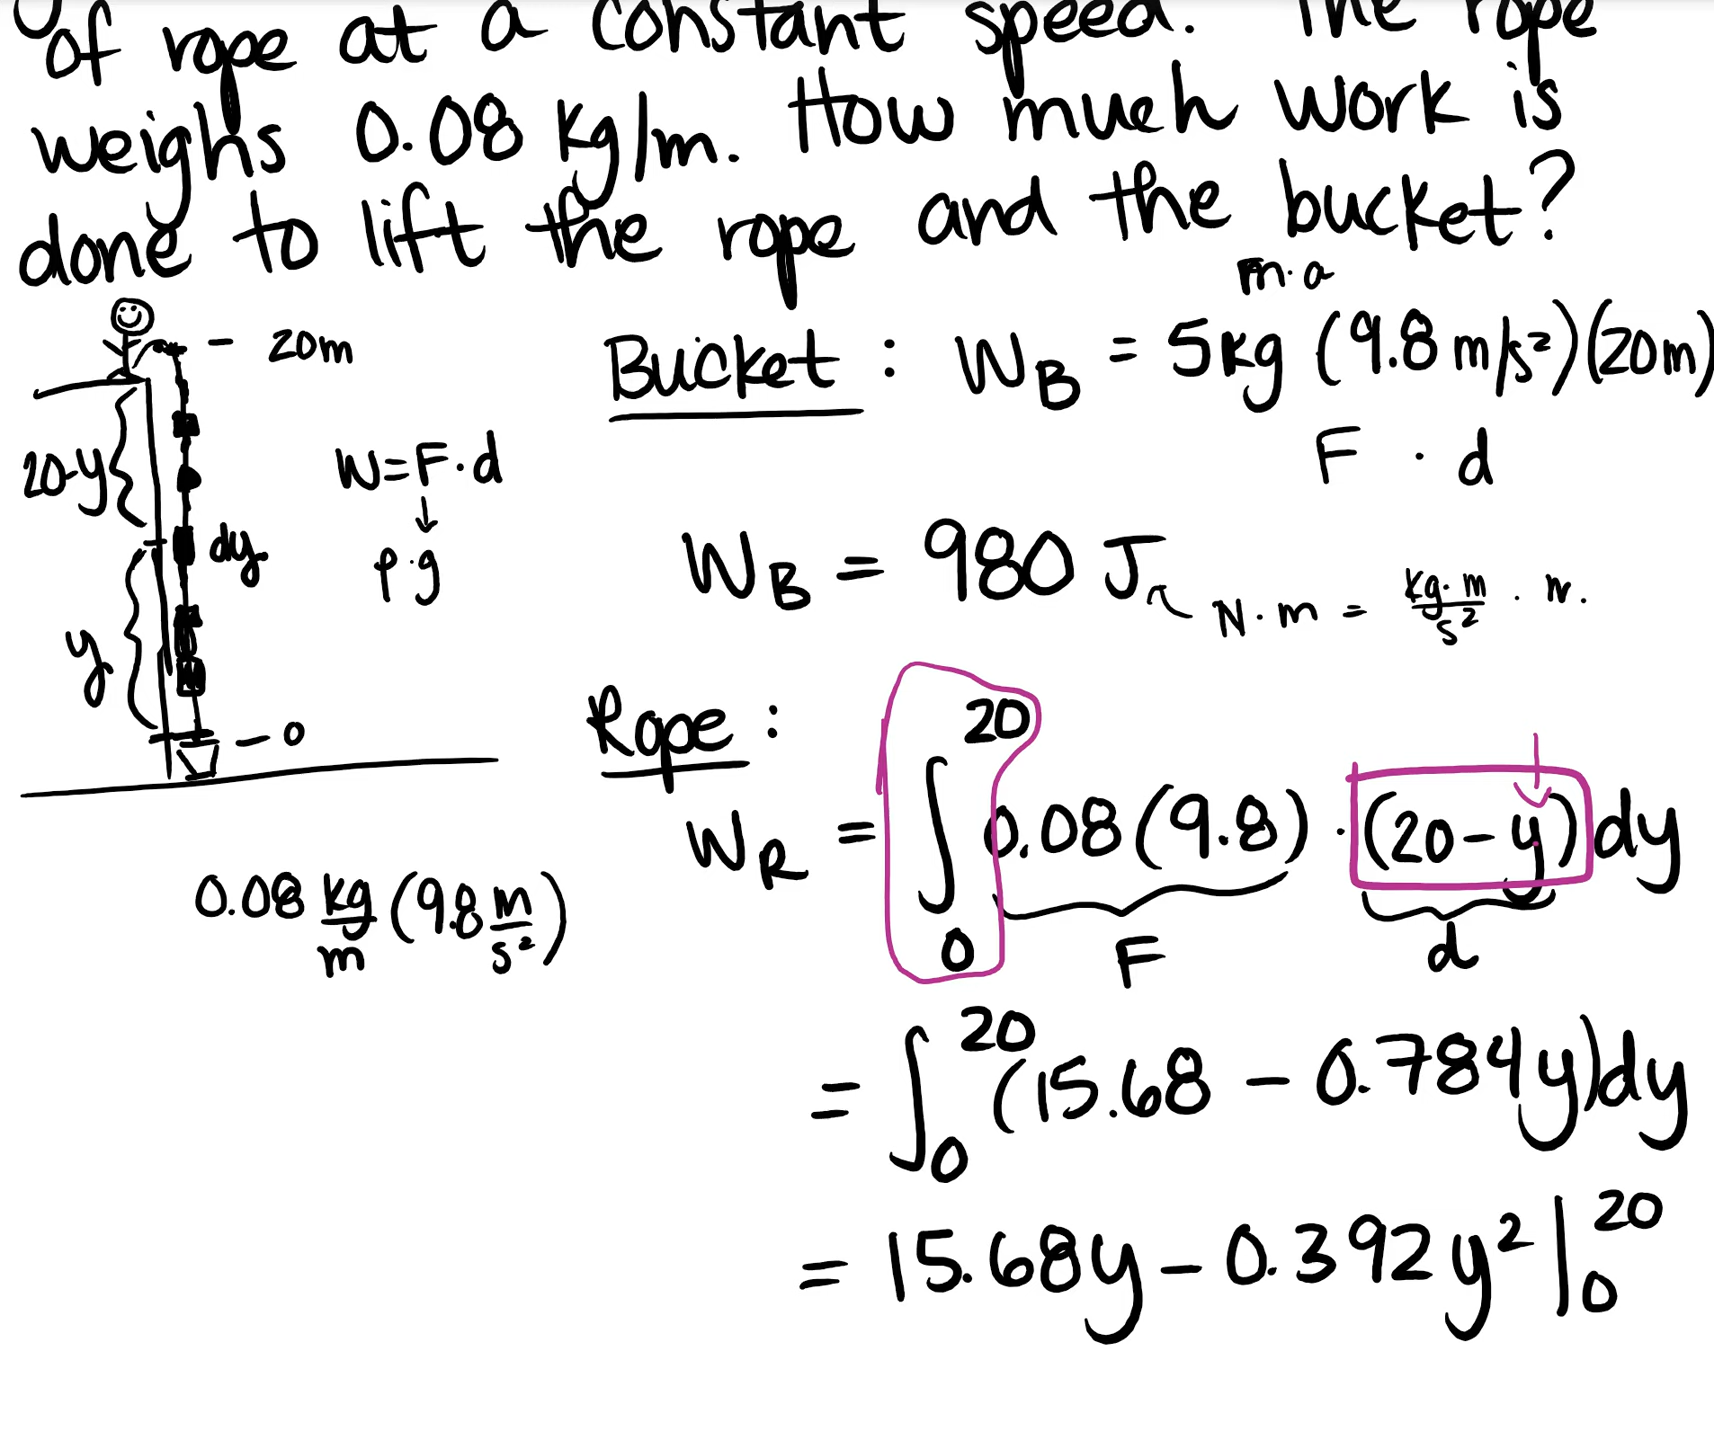 of rope at a constant speed. The rope
weighs 0.08 kg/m. How much work is
done to lift the rope and the bucket?
m·a
– 20m
Bucket : W_B = 5kg (9.8 m/s²)(20m)
F · d
20-y
W=F·d
↓
ρ·g
dy
W_B = 980 J
N·m = kg·m/s² ·
y
– 0
Rope :
W_R = ∫₀²⁰ 0.08(9.8)·(20-y)dy
F d
0.08 kg/m (9.8 m/s²)
= ∫₀²⁰ (15.68 - 0.784y)dy
= 15.68y - 0.392y² |₀²⁰